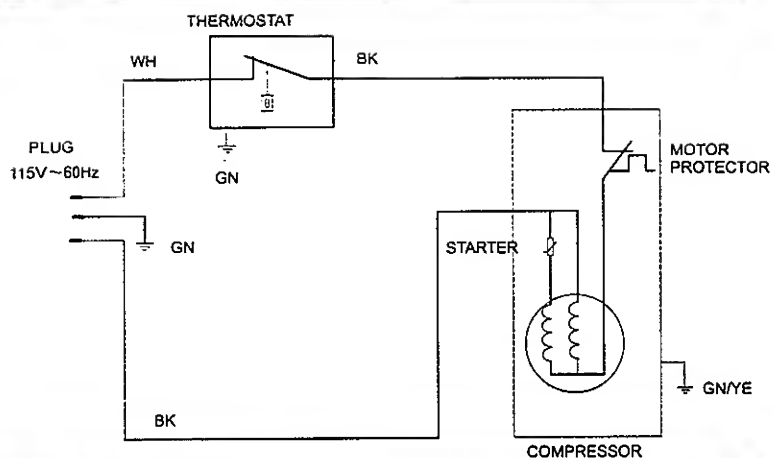 THERMOSTAT
WH
BK
PLUG
115V~60Hz
GN
MOTOR
PROTECTOR
GN
STARTER
GN/YE
BK
COMPRESSOR